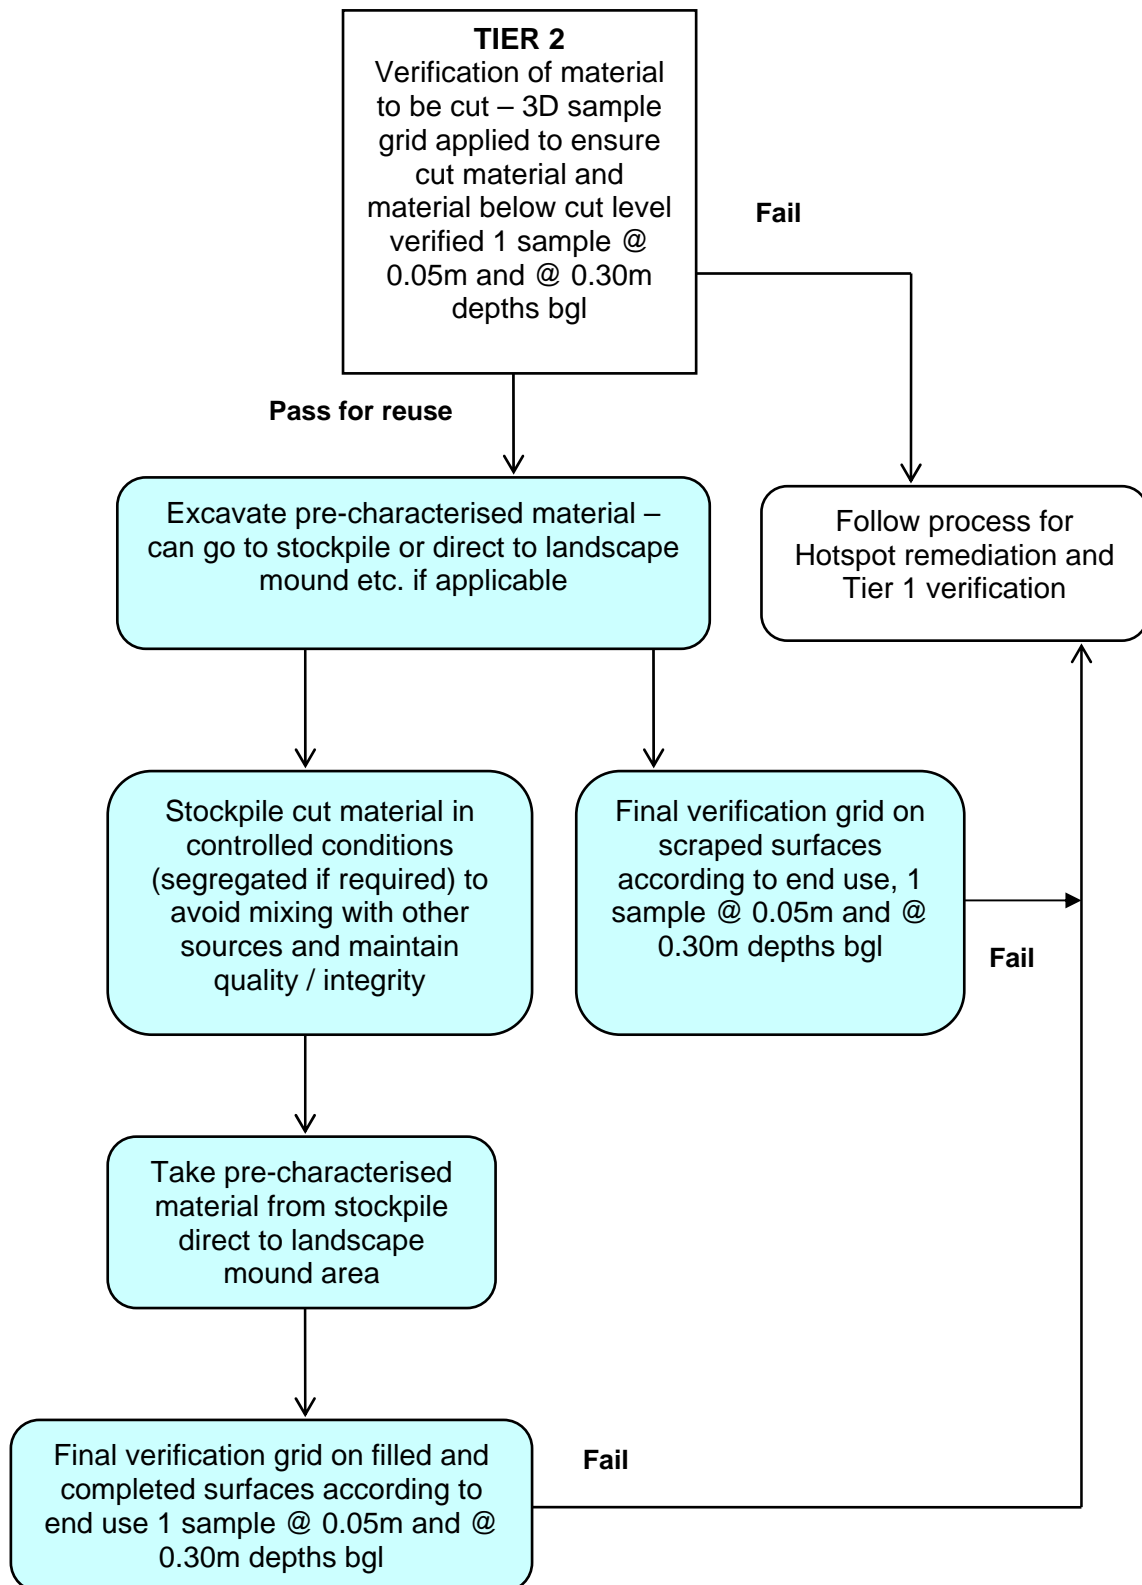 TIER 2
Verification of material
to be cut – 3D sample
grid applied to ensure
cut material and
material below cut level
verified 1 sample @
0.05m and @ 0.30m
depths bgl
Fail
Pass for reuse
Excavate pre-characterised material –
can go to stockpile or direct to landscape
mound etc. if applicable
Follow process for
Hotspot remediation and
Tier 1 verification
Stockpile cut material in
controlled conditions
(segregated if required) to
avoid mixing with other
sources and maintain
quality / integrity
Final verification grid on
scraped surfaces
according to end use, 1
sample @ 0.05m and @
0.30m depths bgl
Fail
Take pre-characterised
material from stockpile
direct to landscape
mound area
Final verification grid on filled and
completed surfaces according to
end use 1 sample @ 0.05m and @
0.30m depths bgl
Fail